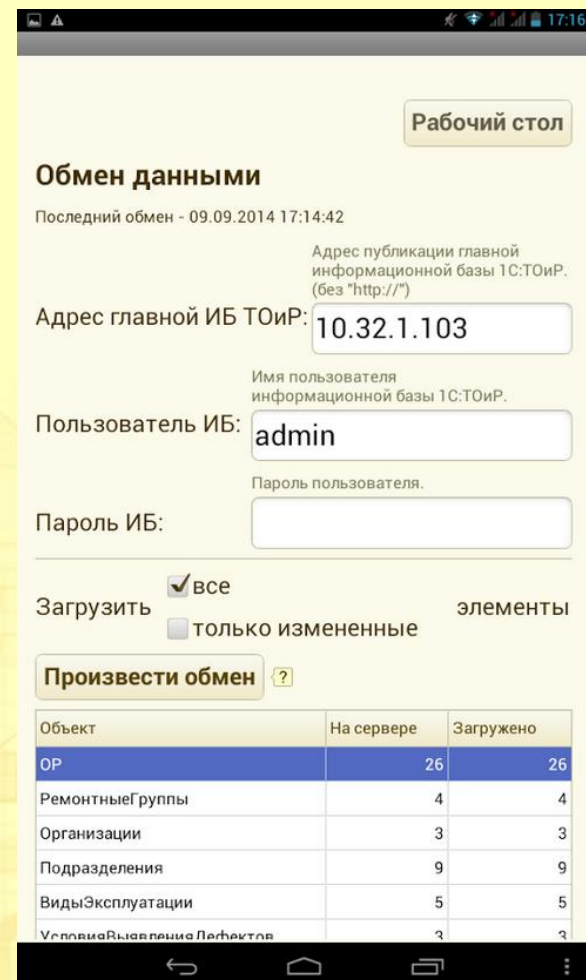 17:16
Рабочий стол
Обмен данными
Последний обмен - 09.09.2014 17:14:42
Адрес публикации главной
информационной базы 1С:ТОиР.
(без "http://")
Адрес главной ИБ ТОиР: 10.32.1.103
Имя пользователя
информационной базы 1С:ТОиР.
Пользователь ИБ: admin
Пароль пользователя.
Пароль ИБ:
Загрузить все элементы
только измененные
Произвести обмен ?
Объект На сервере Загружено
ОР 26 26
РемонтныеГруппы 4 4
Организации 3 3
Подразделения 9 9
ВидыЭксплуатации 5 5
УсловияВыявленияДефектов 3 3